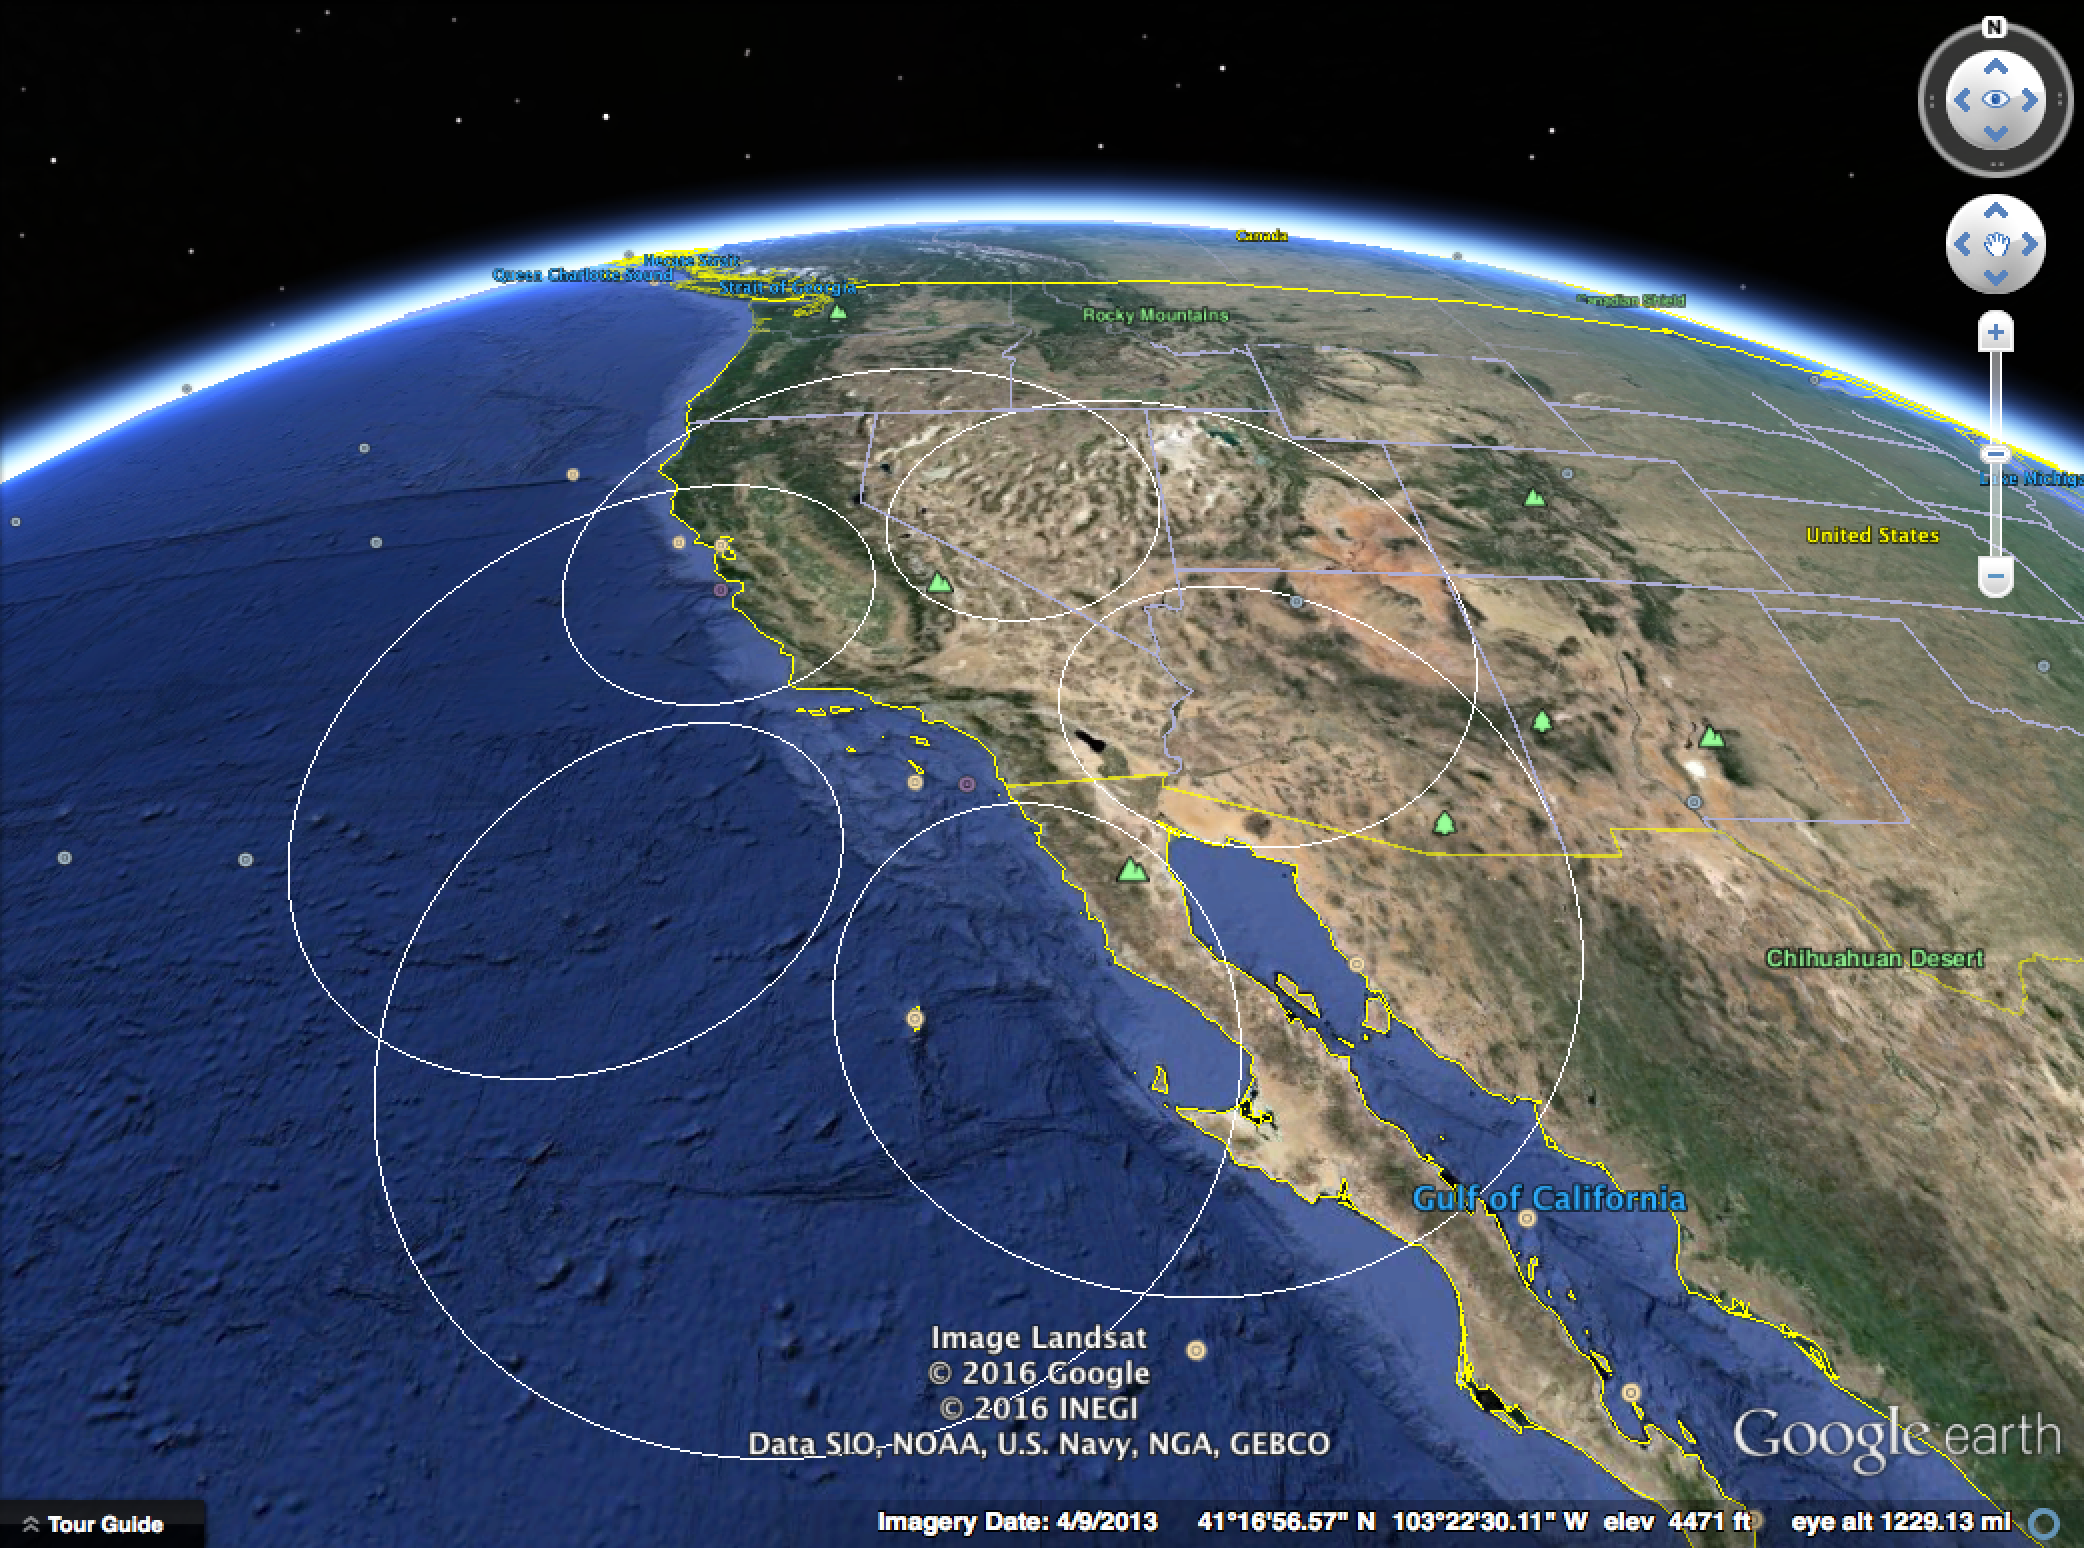 N
Canada
Hecate Strait
Queen Charlotte Sound
Strait of Georgia
Canadian Shield
Rocky Mountains
Lake Michiga
United States
Chihuahuan Desert
Gulf of California
Image Landsat
© 2016 Google
© 2016 INEGI
Data SIO, NOAA, U.S. Navy, NGA, GEBCO
Google earth
Tour Guide
Imagery Date: 4/9/2013 41°16'56.57" N 103°22'30.11" W elev 4471 ft eye alt 1229.13 mi